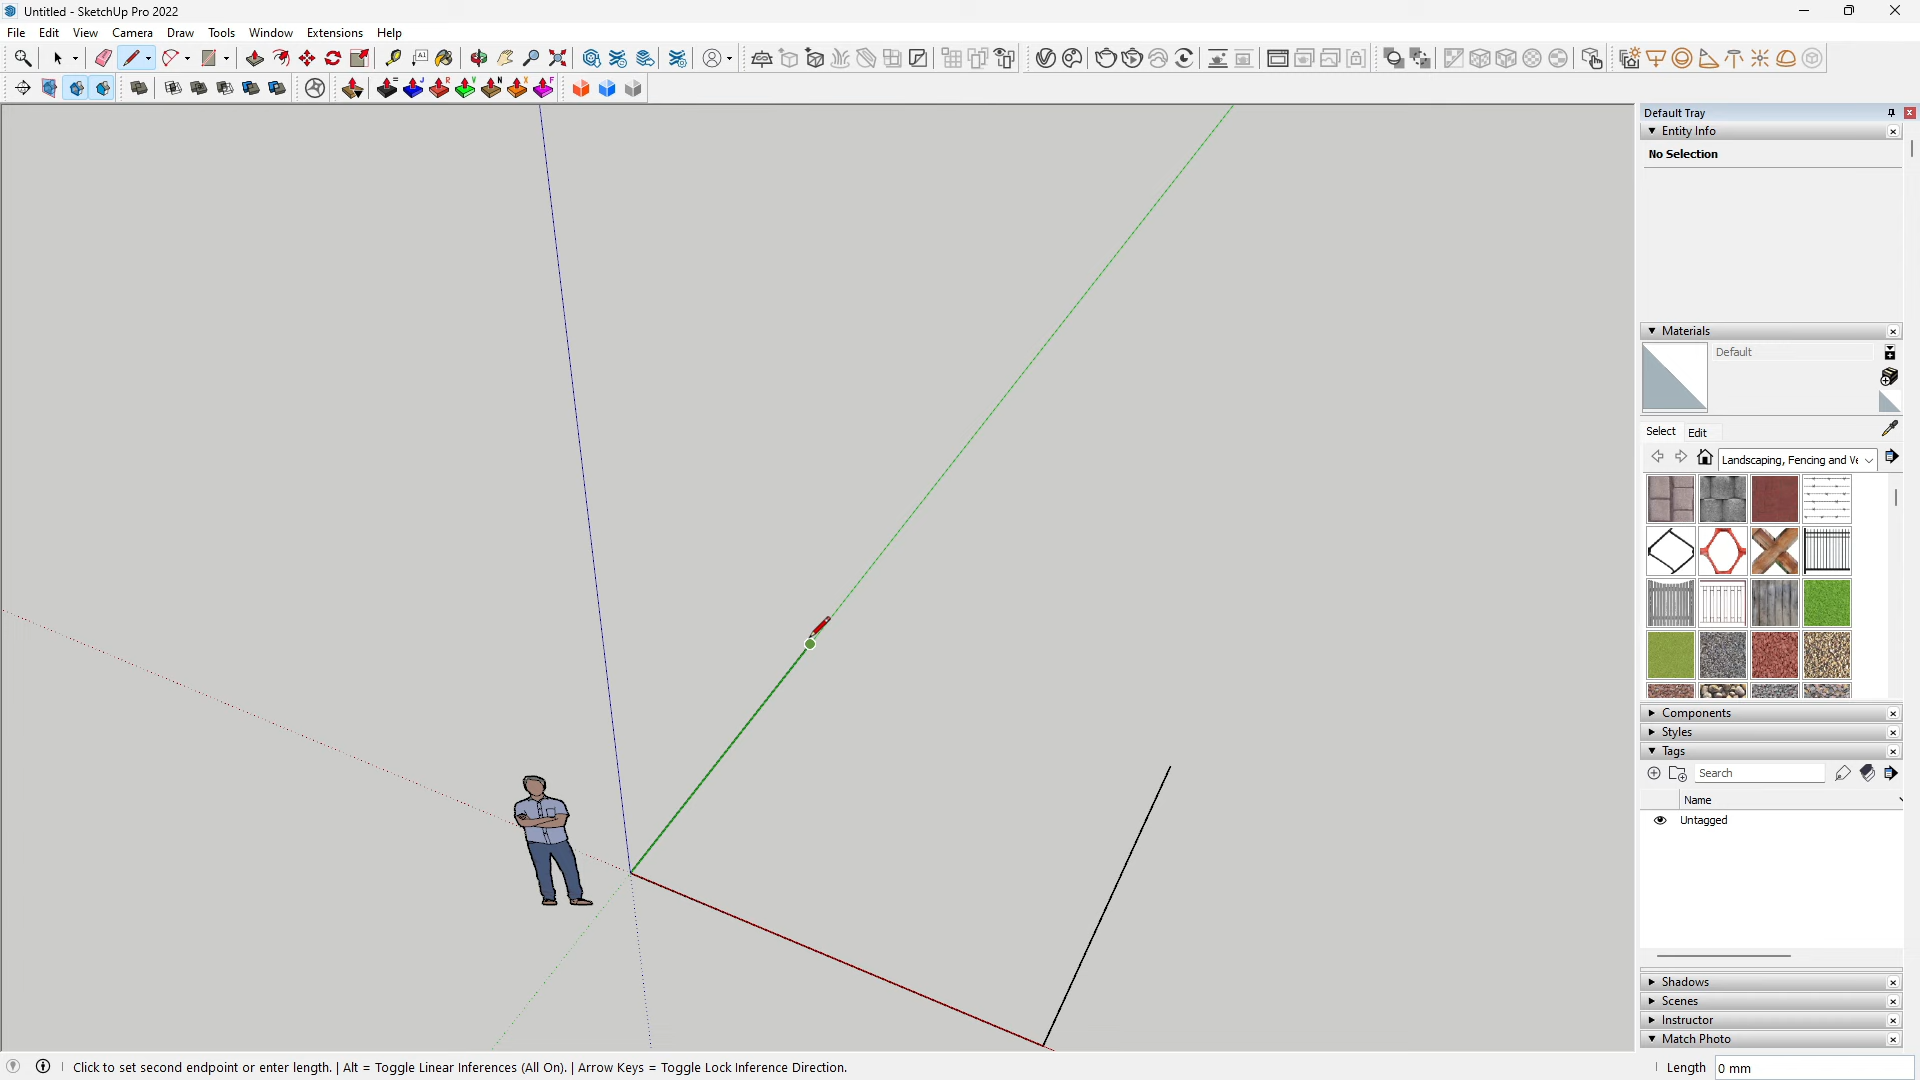 Untitled - SketchUp Pro 2022
File Edit View Camera Draw Tools Window Extensions Help
Default Tray
Entity Info
No Selection
Materials
Default
Select Edit
Landscaping, Fencing and Ve
Components
Styles
Tags
Search
Name
Untagged
Shadows
Scenes
Instructor
Match Photo
Click to set second endpoint or enter length. | Alt = Toggle Linear Inferences (All On). | Arrow Keys = Toggle Lock Inference Direction.
Length 0 mm